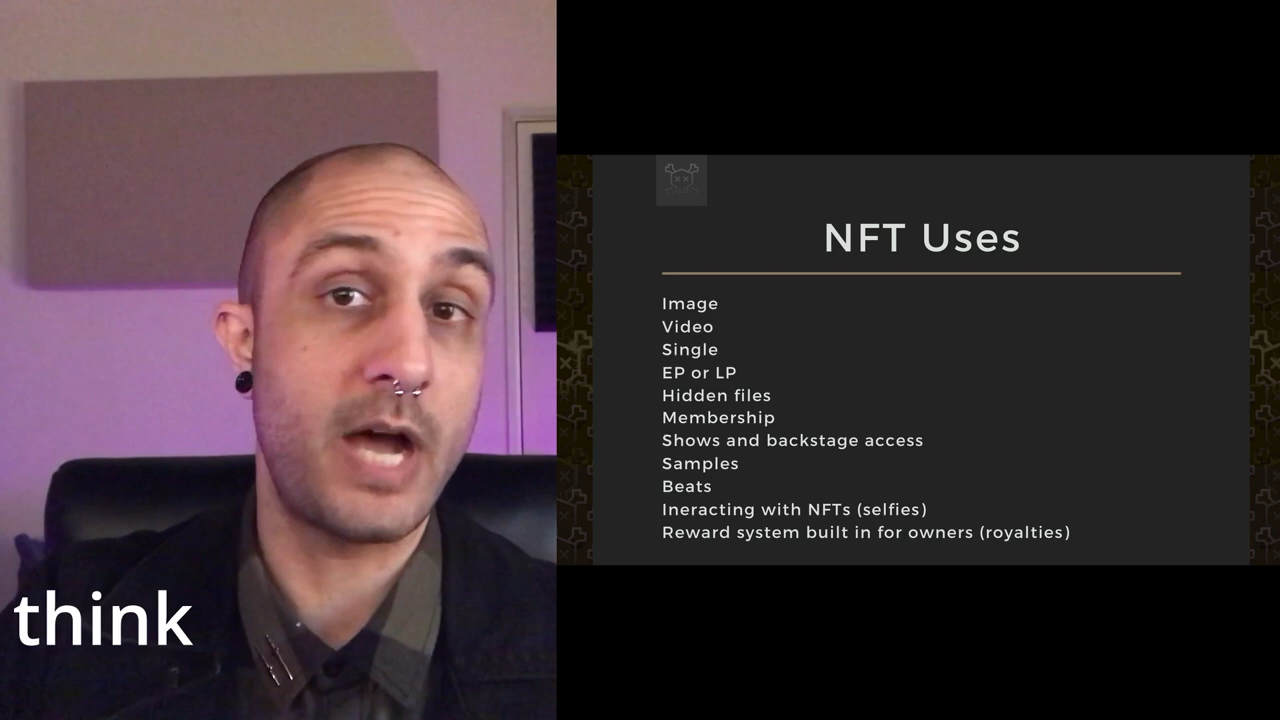 think
NFT Uses
Image
Video
Single
EP or LP
Hidden files
Membership
Shows and backstage access
Samples
Beats
Ineracting with NFTs (selfies)
Reward system built in for owners (royalties)